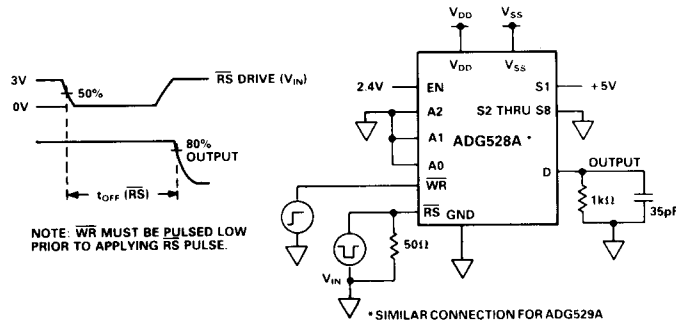 3V
50%
0V
RS DRIVE (VIN)
80%
OUTPUT
tOFF (RS)
NOTE: WR MUST BE PULSED LOW
PRIOR TO APPLYING RS PULSE.
VDD VSS
VDD VSS
2.4V EN S1 +5V
A2 S2 THRU S8
A1 ADG528A *
A0
WR
D OUTPUT
RS GND
1kΩ 35pF
50Ω
VIN
* SIMILAR CONNECTION FOR ADG529A